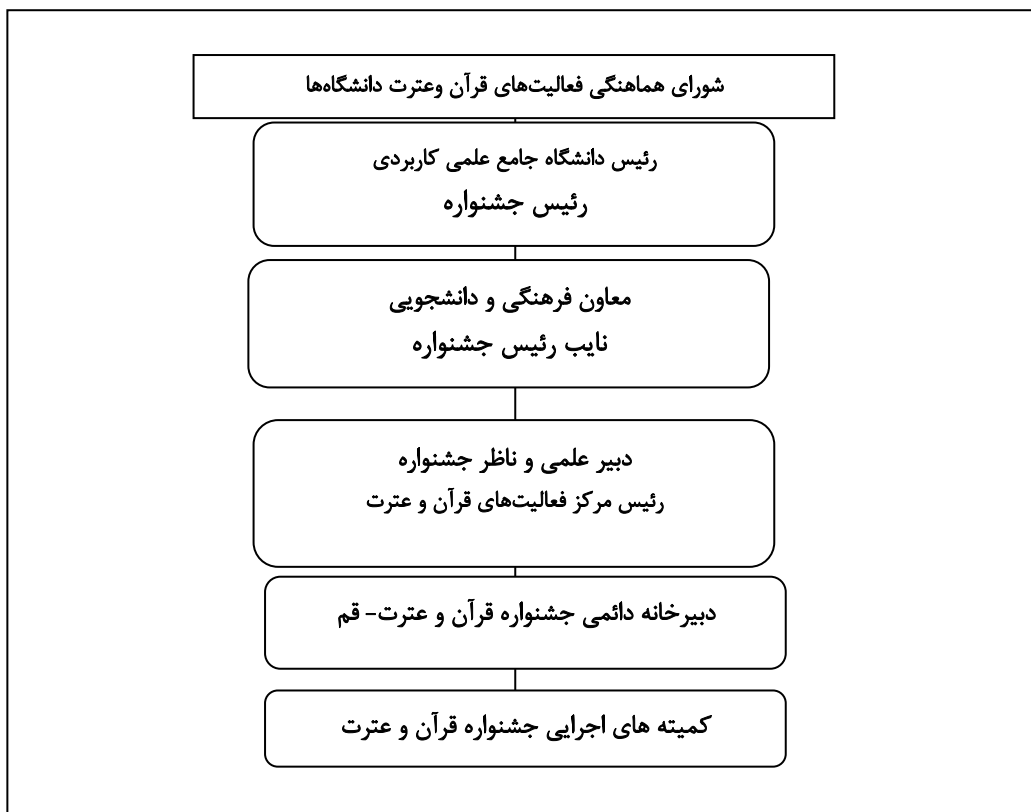 شورای هماهنگی فعالیت‌های قرآن وعترت دانشگاه‌ها
رئیس دانشگاه جامع علمی کاربردی
رئیس جشنواره
معاون فرهنگی و دانشجویی
نایب رئیس جشنواره
دبیر علمی و ناظر جشنواره
رئیس مرکز فعالیت‌های قرآن و عترت
دبیرخانه دائمی جشنواره قرآن و عترت- قم
کمیته های اجرایی جشنواره قرآن و عترت